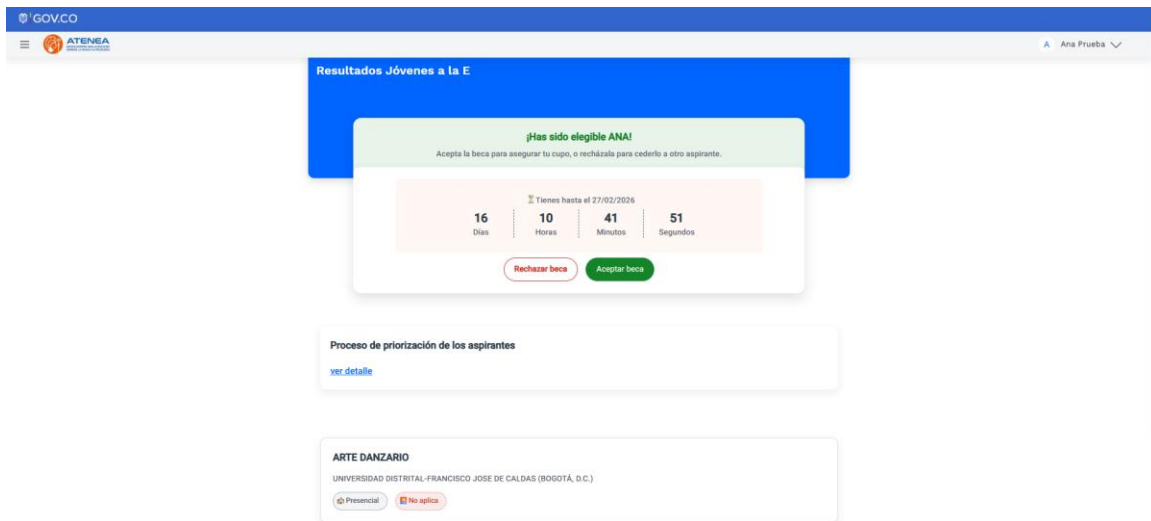 GOV.CO
ATENEA
A Ana Prueba
Resultados Jóvenes a la E
¡Has sido elegible ANA!
Acepta la beca para asegurar tu cupo, o recházala para cederlo a otro aspirante.
Tienes hasta el 27/02/2026
16 10 41 51
Días Horas Minutos Segundos
Rechazar beca Aceptar beca
Proceso de priorización de los aspirantes
ver detalle
ARTE DANZARIO
UNIVERSIDAD DISTRITAL-FRANCISCO JOSE DE CALDAS (BOGOTÁ, D.C.)
Presencial No aplica